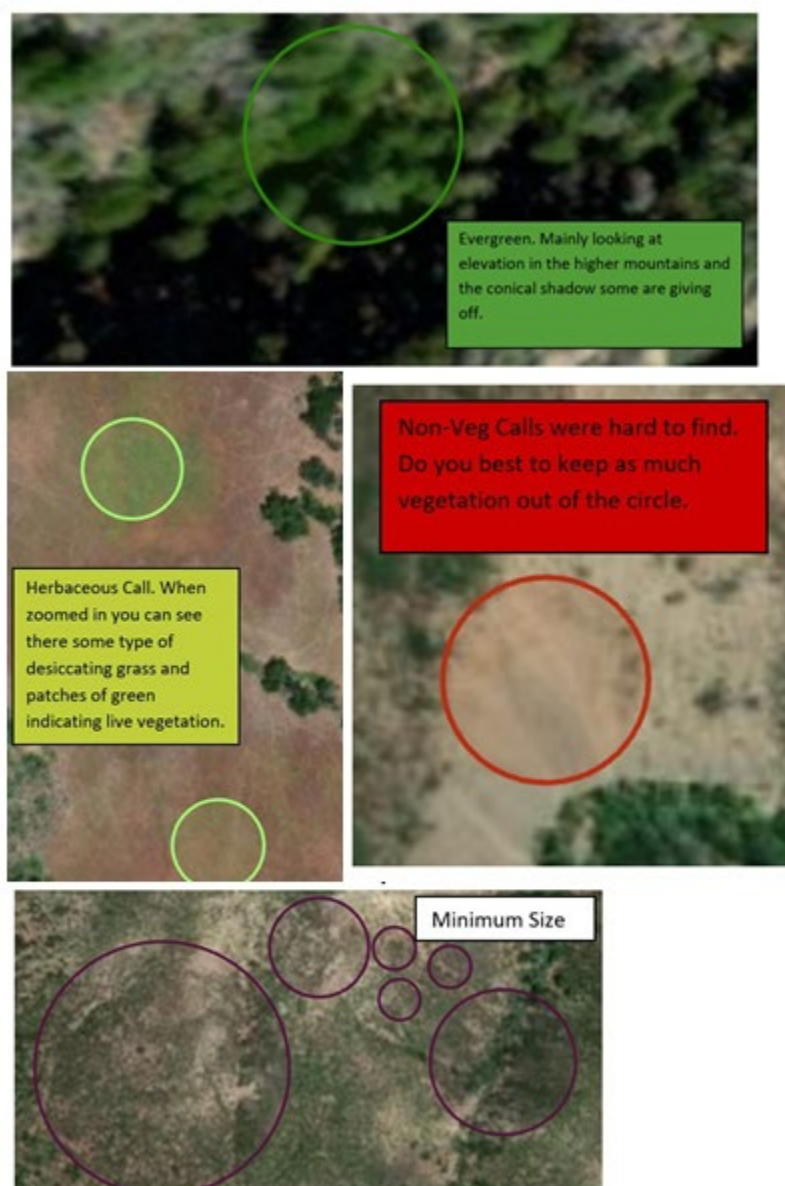 Evergreen. Mainly looking at
elevation in the higher mountains and
the conical shadow some are giving
off.
Herbaceous Call. When
zoomed in you can see
there some type of
desiccating grass and
patches of green
indicating live vegetation.
Non-Veg Calls were hard to find.
Do you best to keep as much
vegetation out of the circle.
Minimum Size